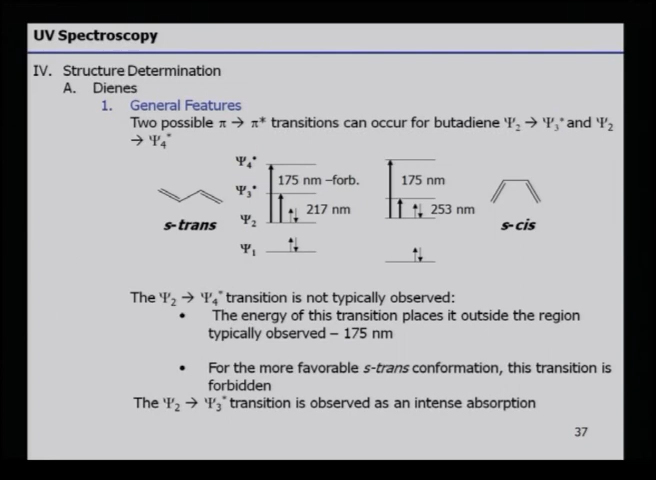 UV Spectroscopy
IV. Structure Determination
A. Dienes
1. General Features
Two possible π → π* transitions can occur for butadiene Ψ₂ → Ψ₃* and Ψ₂
→ Ψ₄*
Ψ₄*
175 nm –forb.
175 nm
Ψ₃*
217 nm
253 nm
s-trans
Ψ₂
s-cis
Ψ₁
The Ψ₂ → Ψ₄* transition is not typically observed:
• The energy of this transition places it outside the region
typically observed – 175 nm
• For the more favorable s-trans conformation, this transition is
forbidden
The Ψ₂ → Ψ₃* transition is observed as an intense absorption
37